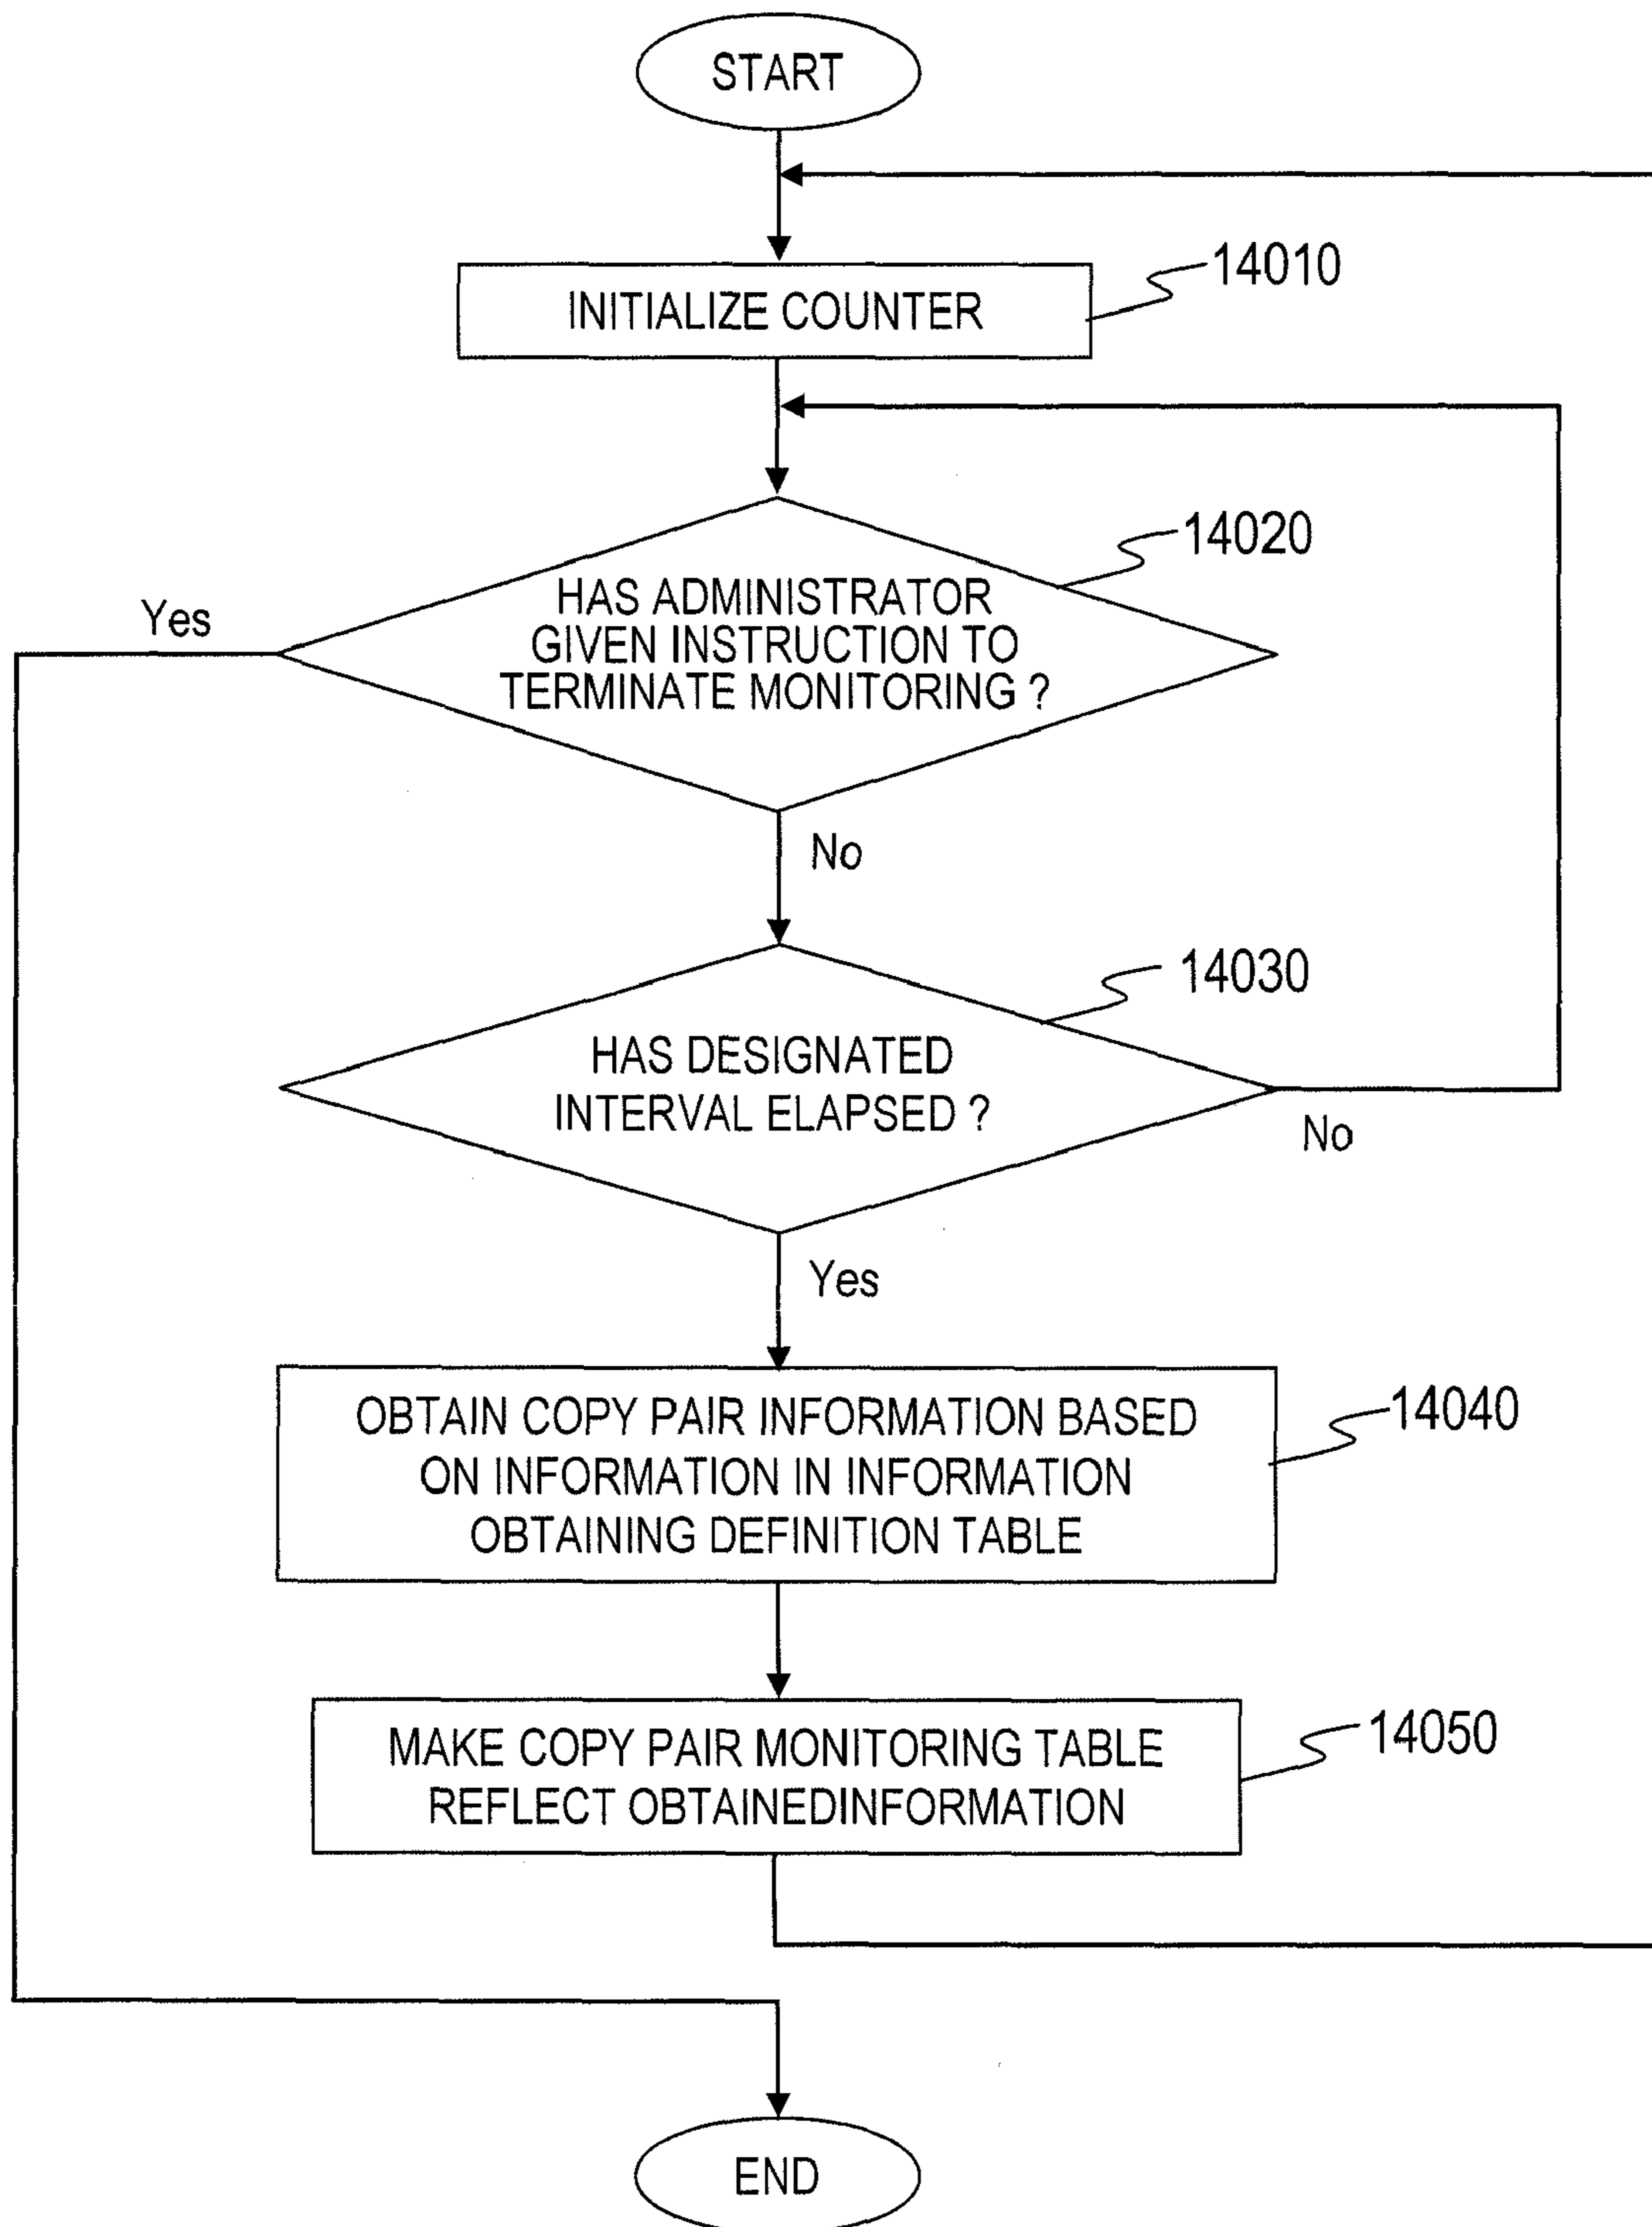 START
14010
INITIALIZE COUNTER
14020
HAS ADMINISTRATOR
GIVEN INSTRUCTION TO
TERMINATE MONITORING ?
Yes
No
14030
HAS DESIGNATED
INTERVAL ELAPSED ?
No
Yes
14040
OBTAIN COPY PAIR INFORMATION BASED
ON INFORMATION IN INFORMATION
OBTAINING DEFINITION TABLE
14050
MAKE COPY PAIR MONITORING TABLE
REFLECT OBTAINEDINFORMATION
END